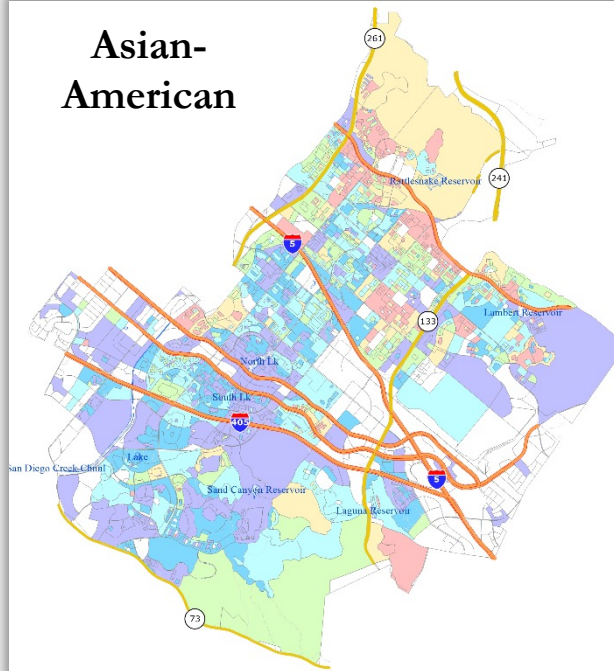 Asian-
American
261
Rattlesnake Reservoir
241
5
133
Lambert Reservoir
North Lk
South Lk
405
Lake
San Diego Creek Chnnl
Sand Canyon Reservoir
5
Laguna Reservoir
73